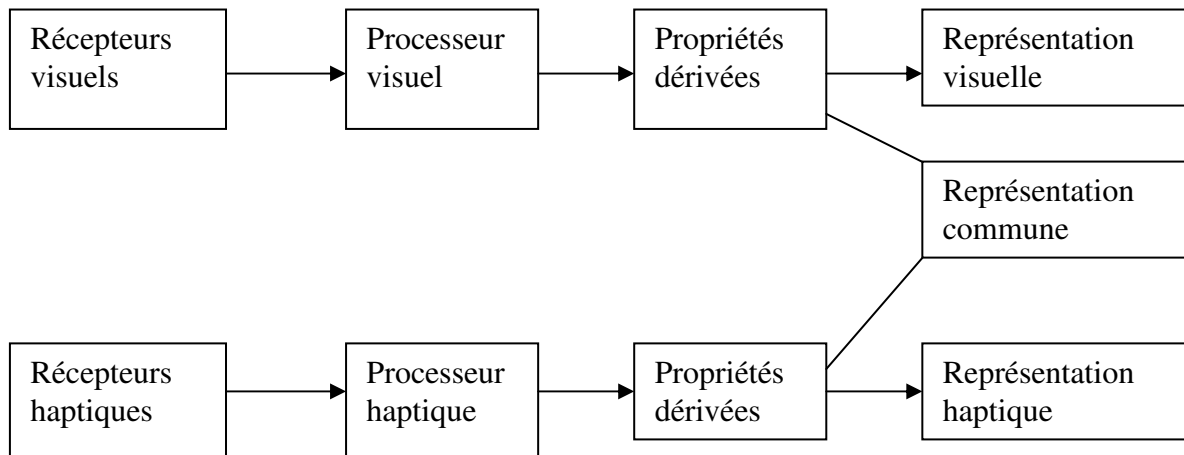 Récepteurs
visuels
Processeur
visuel
Propriétés
dérivées
Représentation
visuelle
Représentation
commune
Récepteurs
haptiques
Processeur
haptique
Propriétés
dérivées
Représentation
haptique